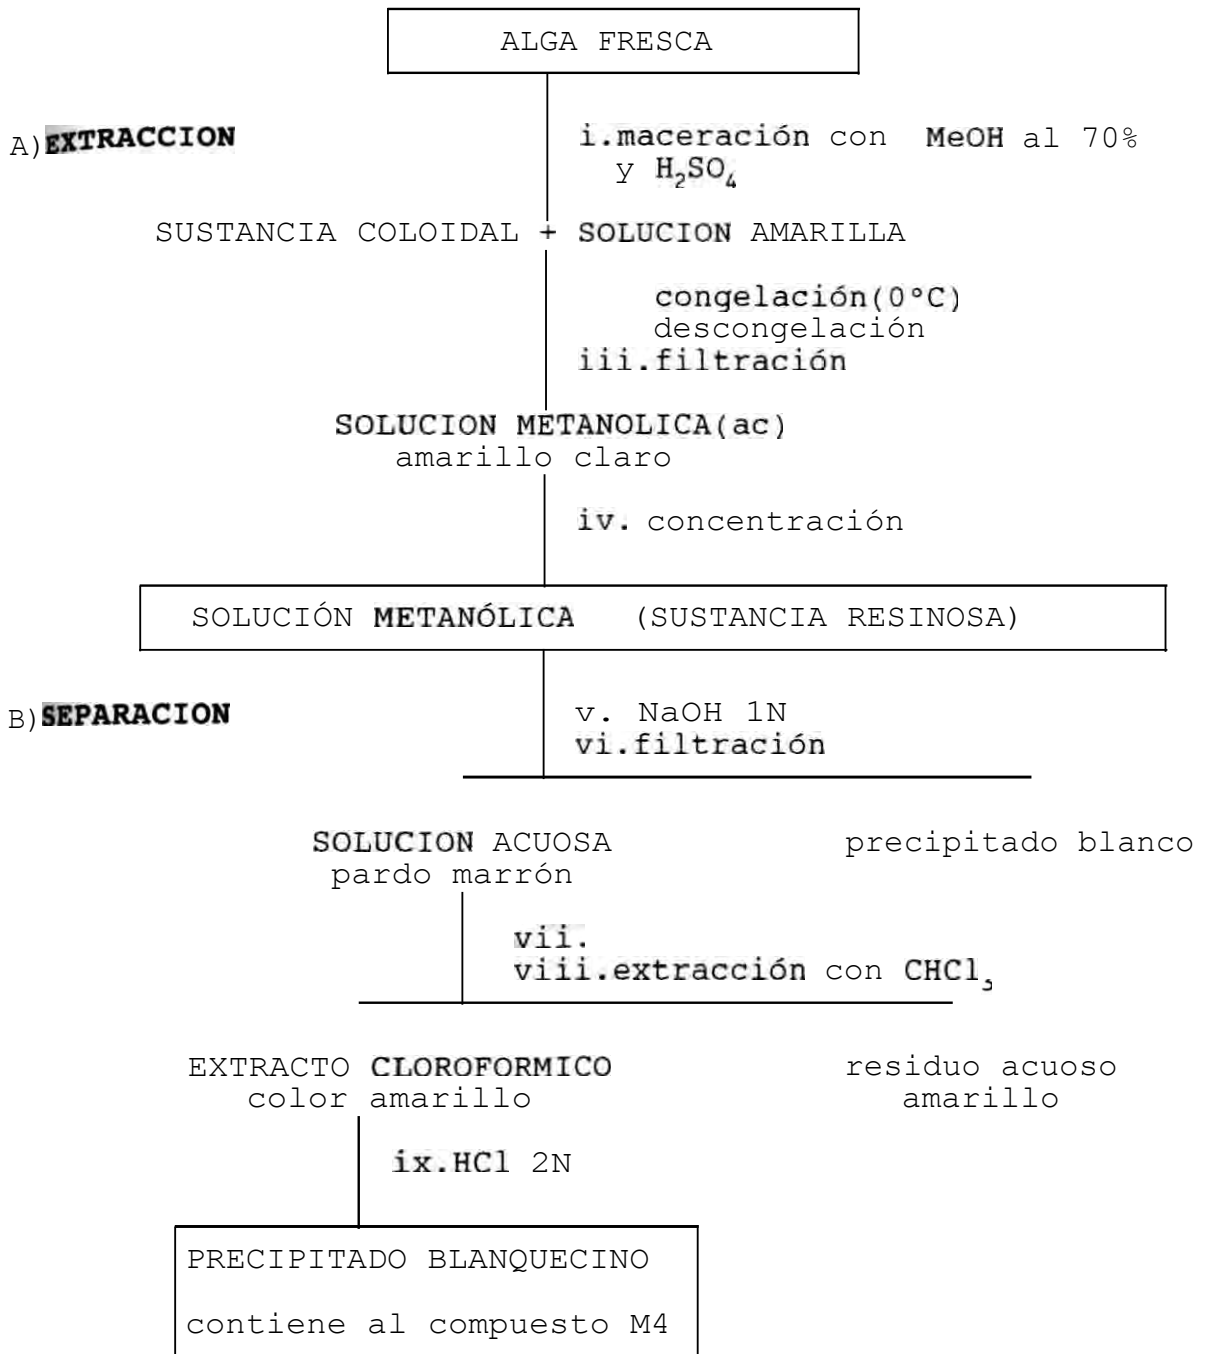 ALGA FRESCA
A)EXTRACCION
i.maceración con MeOH al 70%
y H₂SO₄
SUSTANCIA COLOIDAL + SOLUCION AMARILLA
congelación(0°C)
descongelación
iii.filtración
SOLUCION METANOLICA(ac)
amarillo claro
iv. concentración
SOLUCIÓN METANÓLICA (SUSTANCIA RESINOSA)
B)SEPARACION
v. NaOH 1N
vi.filtración
SOLUCION ACUOSA precipitado blanco
pardo marrón
vii.
viii.extracción con CHCl₃
EXTRACTO CLOROFORMICO residuo acuoso
color amarillo amarillo
ix.HCl 2N
PRECIPITADO BLANQUECINO
contiene al compuesto M4